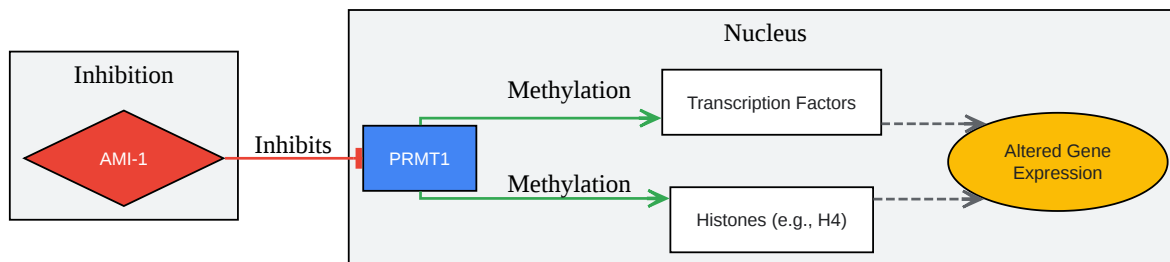 Inhibition
AMI-1
Inhibits
Nucleus
PRMT1
Methylation
Transcription Factors
Methylation
Histones (e.g., H4)
Altered Gene
Expression